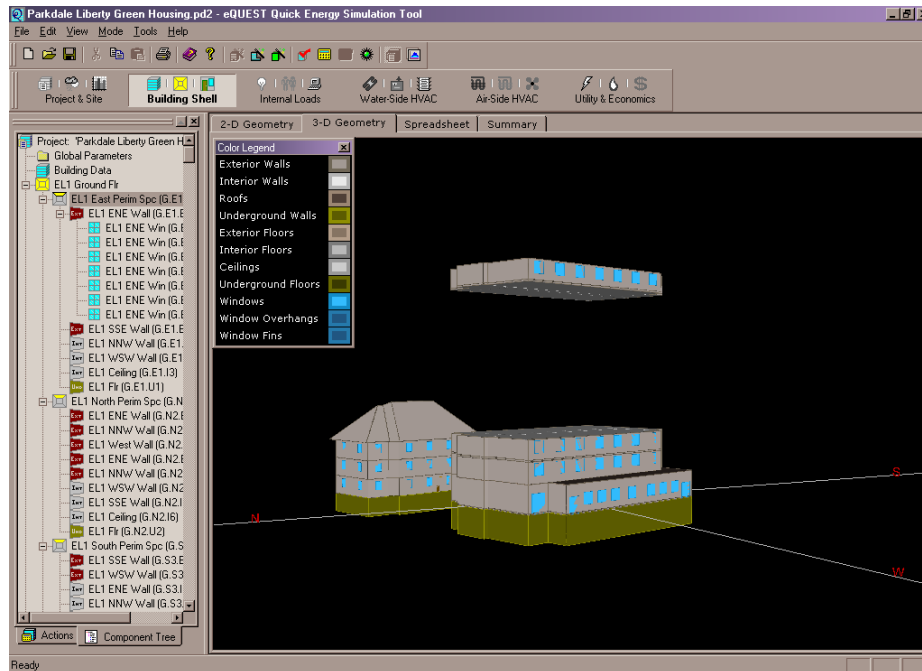 Parkdale Liberty Green Housing.pd2 - eQUEST Quick Energy Simulation Tool
File Edit View Mode Tools Help
Project & Site Building Shell Internal Loads Water-Side HVAC Air-Side HVAC Utility & Economics
2-D Geometry 3-D Geometry Spreadsheet Summary
Project: 'Parkdale Liberty Green H
Global Parameters
Building Data
EL1 Ground Flr
EL1 East Perim Spc (G.E1
EL1 ENE Wall (G.E1.E
EL1 ENE Win (G.E
EL1 ENE Win (G.E
EL1 ENE Win (G.E
EL1 ENE Win (G.E
EL1 ENE Win (G.E
EL1 ENE Win (G.E
EL1 ENE Win (G.E
EL1 SSE Wall (G.E1.E
EL1 NNW Wall (G.E1.
EL1 WSW Wall (G.E1
EL1 Ceiling (G.E1.I3)
EL1 Flr (G.E1.U1)
EL1 North Perim Spc (G.N
EL1 ENE Wall (G.N2.E
EL1 NNW Wall (G.N2
EL1 West Wall (G.N2.
EL1 ENE Wall (G.N2.E
EL1 NNW Wall (G.N2
EL1 WSW Wall (G.N2
EL1 SSE Wall (G.N2.I
EL1 Ceiling (G.N2.I6)
EL1 Flr (G.N2.U2)
EL1 South Perim Spc (G.S
EL1 SSE Wall (G.S3.E
EL1 WSW Wall (G.S3
EL1 ENE Wall (G.S3.I
EL1 NNW Wall (G.S3.
Actions Component Tree
Color Legend
Exterior Walls
Interior Walls
Roofs
Underground Walls
Exterior Floors
Interior Floors
Ceilings
Underground Floors
Windows
Window Overhangs
Window Fins
S
N
W
Ready